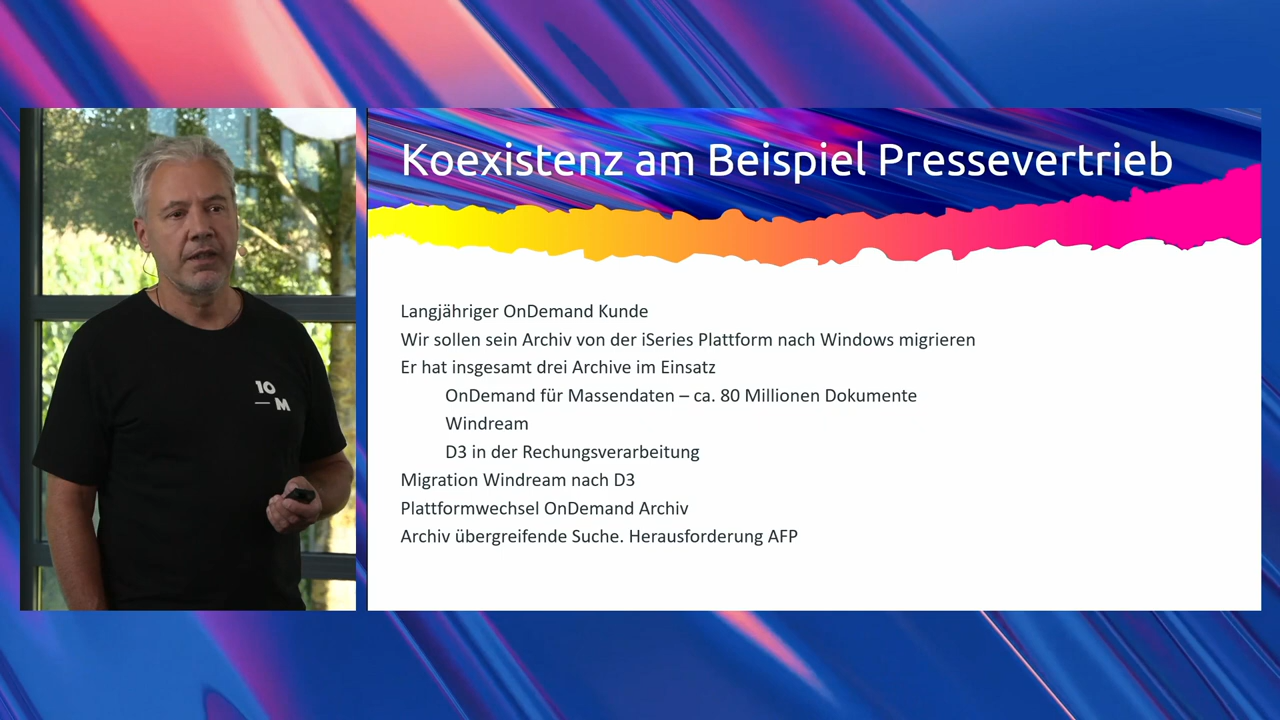 Koexistenz am Beispiel Pressevertrieb
10
— M
Langjähriger OnDemand Kunde
Wir sollen sein Archiv von der iSeries Plattform nach Windows migrieren
Er hat insgesamt drei Archive im Einsatz
OnDemand für Massendaten – ca. 80 Millionen Dokumente
Windream
D3 in der Rechungsverarbeitung
Migration Windream nach D3
Plattformwechsel OnDemand Archiv
Archiv übergreifende Suche. Herausforderung AFP